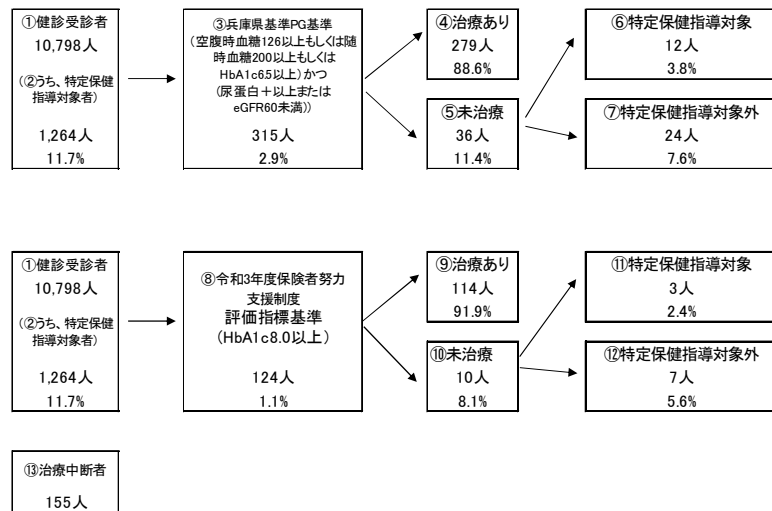 ①健診受診者
10,798人
(②うち、特定保健
指導対象者)
1,264人
11.7%
③兵庫県基準PG基準
(空腹時血糖126以上もしくは随
時血糖200以上もしくは
HbA1c6.5以上)かつ
(尿蛋白+以上または
eGFR60未満))
315人
2.9%
④治療あり
279人
88.6%
⑤未治療
36人
11.4%
⑥特定保健指導対象
12人
3.8%
⑦特定保健指導対象外
24人
7.6%
①健診受診者
10,798人
(②うち、特定保健
指導対象者)
1,264人
11.7%
⑧令和3年度保険者努力
支援制度
評価指標基準
(HbA1c8.0以上)
124人
1.1%
⑨治療あり
114人
91.9%
⑩未治療
10人
8.1%
⑪特定保健指導対象
3人
2.4%
⑫特定保健指導対象外
7人
5.6%
⑬治療中断者
155人